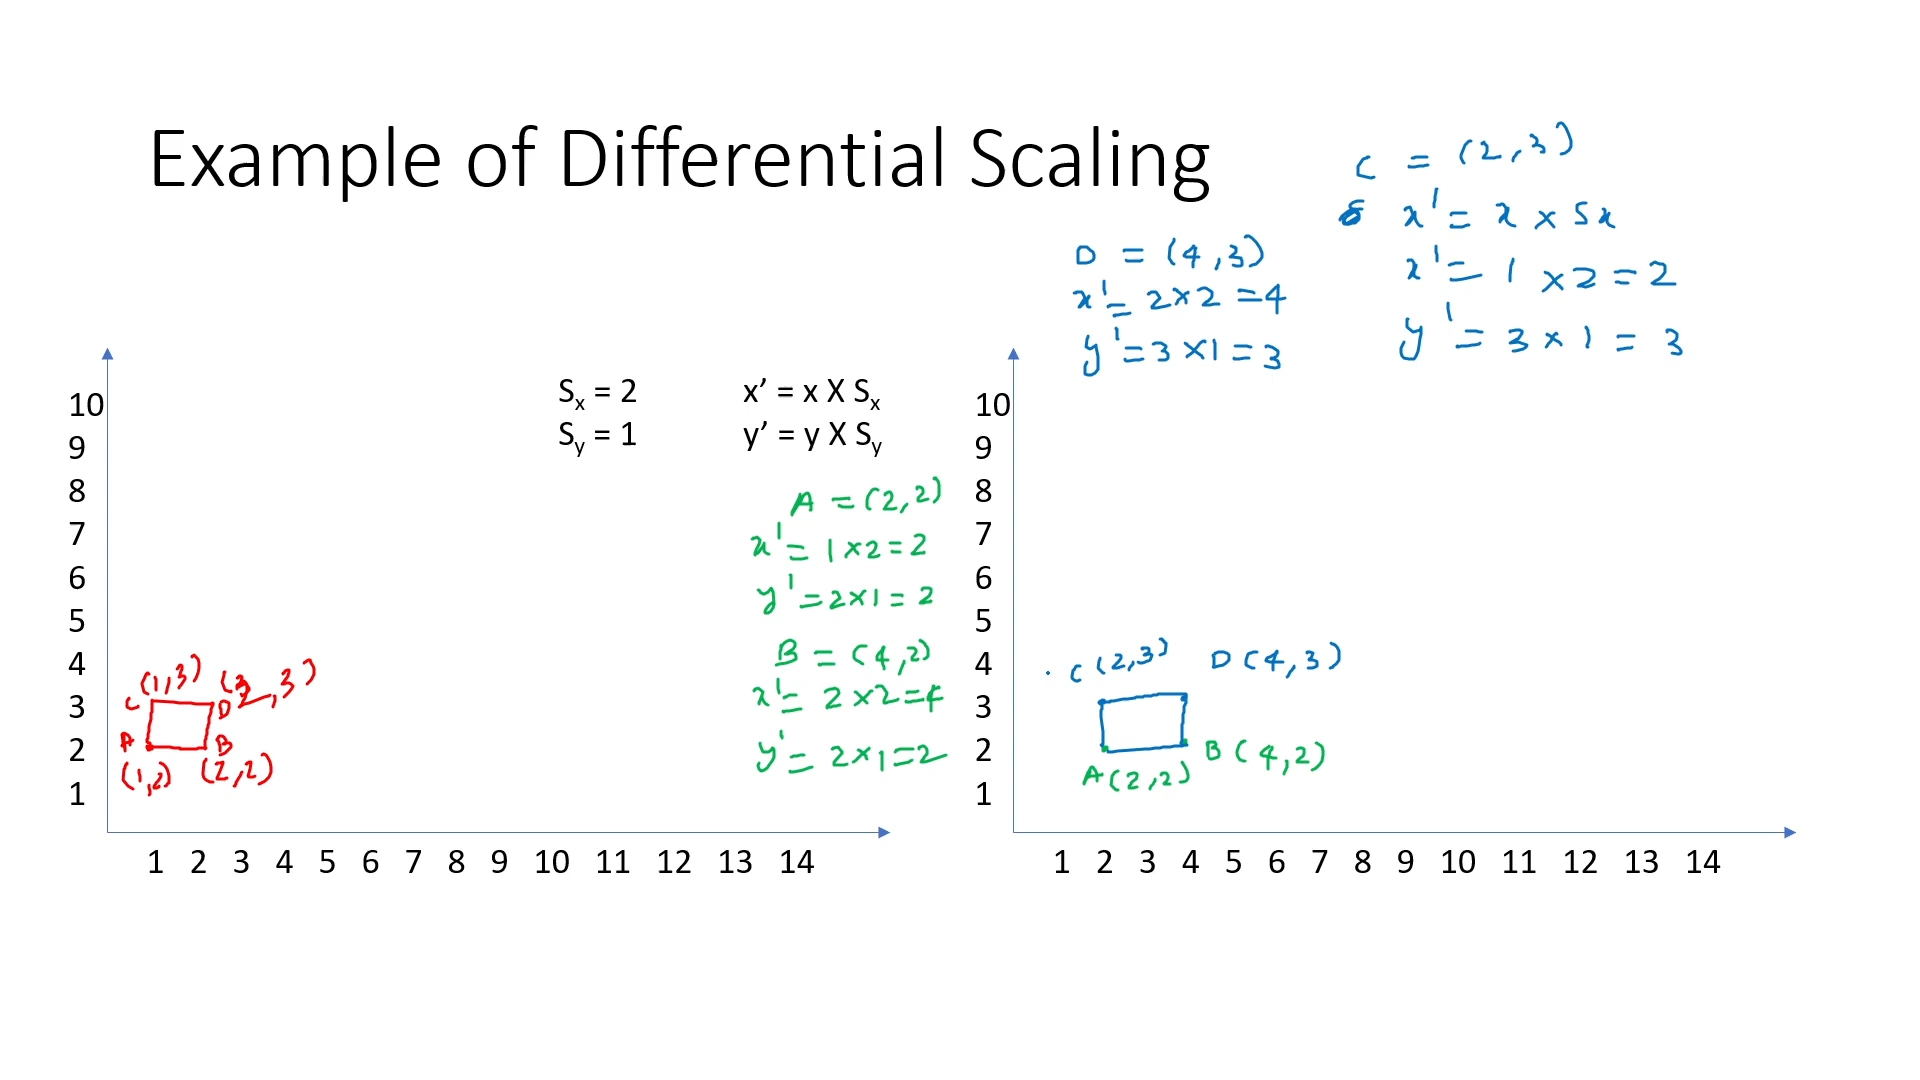 Example of Differential Scaling
C = (2,3)
x' = x × Sx
x' = 1 × 2 = 2
y' = 3 × 1 = 3
D = (4,3)
x' = 2×2 = 4
y' = 3×1 = 3
Sx = 2
Sy = 1
x’ = x X Sx
y’ = y X Sy
A = (2,2)
x' = 1×2 = 2
y' = 2×1 = 2
B = (4,2)
x' = 2×2 = 4
y' = 2×1 = 2
10
9
8
7
6
5
4
3
2
1
C (1,3)
D (2,3)
A (1,2)
B (2,2)
1 2 3 4 5 6 7 8 9 10 11 12 13 14
10
9
8
7
6
5
4
3
2
1
C (2,3)
D (4,3)
A (2,2)
B (4,2)
1 2 3 4 5 6 7 8 9 10 11 12 13 14